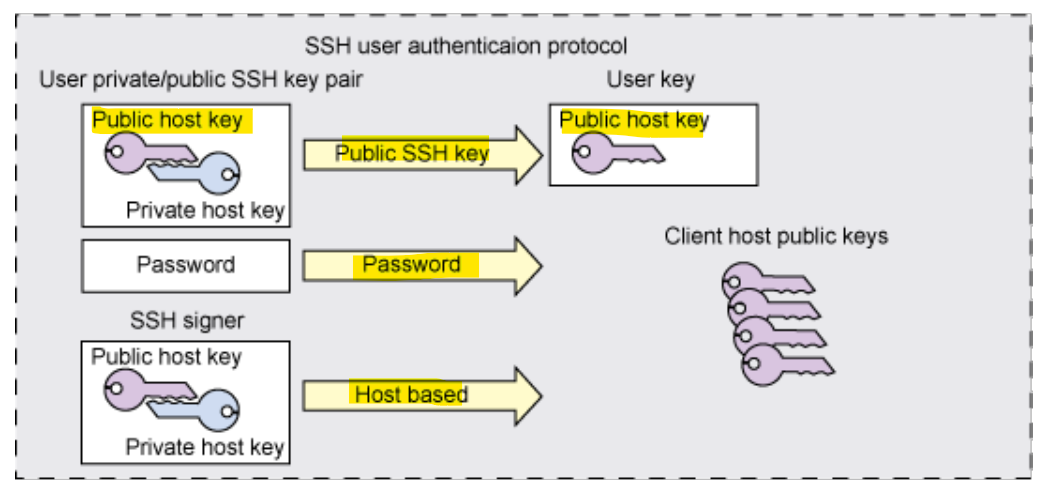 SSH user authenticaion protocol
User private/public SSH key pair
User key
Public host key
Private host key
Public SSH key
Public host key
Password
Password
Client host public keys
SSH signer
Public host key
Private host key
Host based